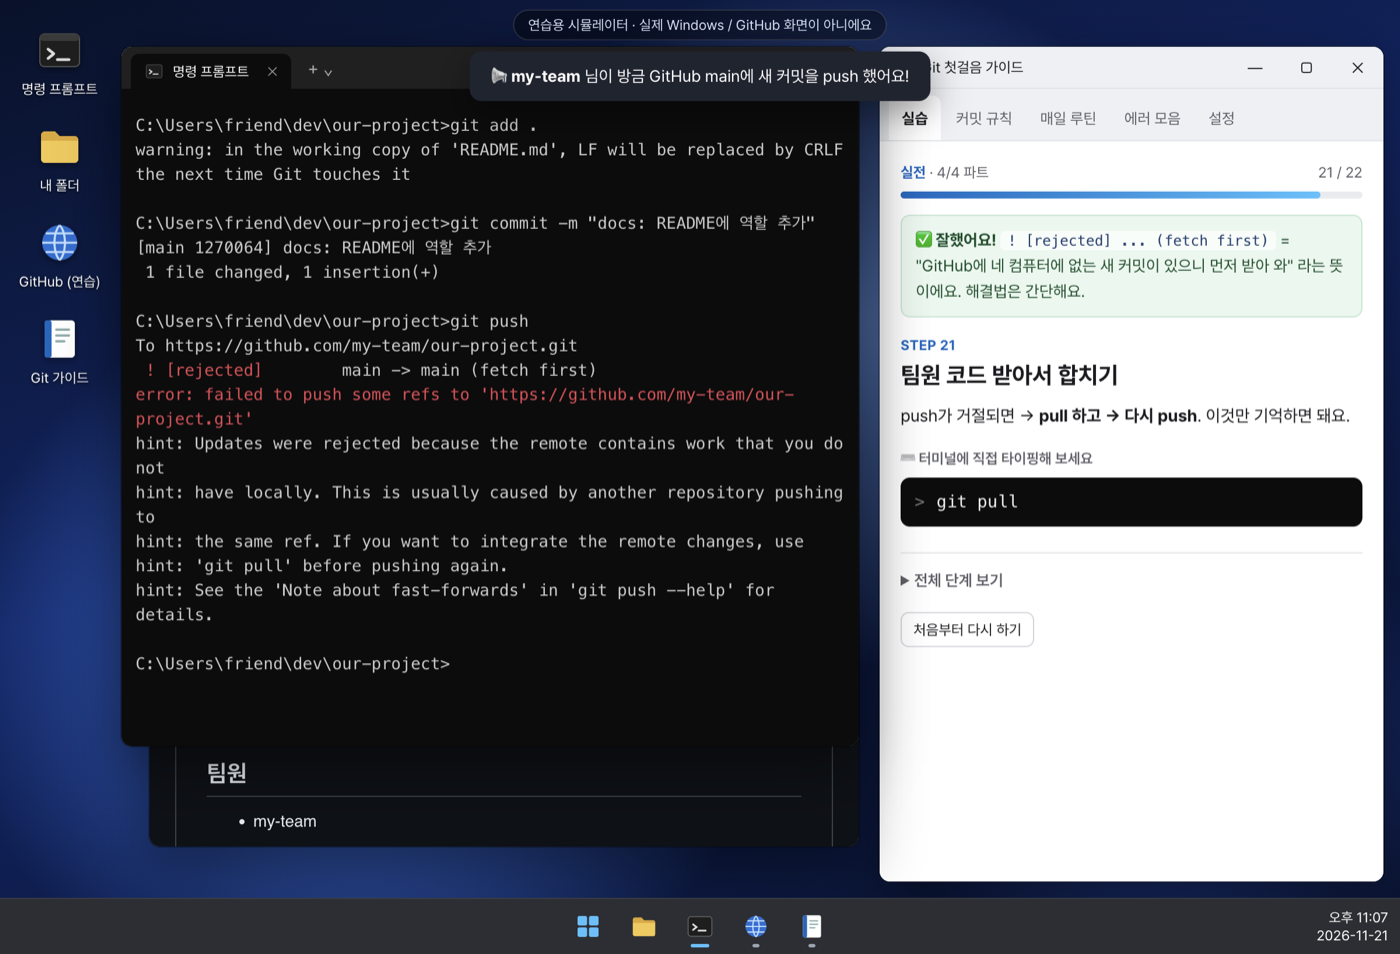 연습용 시뮬레이터 · 실제 Windows / GitHub 화면이 아니에요
명령 프롬프트
내 폴더
GitHub (연습)
Git 가이드
명령 프롬프트
my-team 님이 방금 GitHub main에 새 커밋을 push 했어요!
C:\Users\friend\dev\our-project>git add .
warning: in the working copy of 'README.md', LF will be replaced by CRLF
the next time Git touches it
C:\Users\friend\dev\our-project>git commit -m "docs: README에 역할 추가"
[main 1270064] docs: README에 역할 추가
1 file changed, 1 insertion(+)
C:\Users\friend\dev\our-project>git push
To https://github.com/my-team/our-project.git
! [rejected]        main -> main (fetch first)
error: failed to push some refs to 'https://github.com/my-team/our-
project.git'
hint: Updates were rejected because the remote contains work that you do
not
hint: have locally. This is usually caused by another repository pushing
to
hint: the same ref. If you want to integrate the remote changes, use
hint: 'git pull' before pushing again.
hint: See the 'Note about fast-forwards' in 'git push --help' for
details.
C:\Users\friend\dev\our-project>
팀원
• my-team
첫걸음 가이드
실습
커밋 규칙
매일 루틴
에러 모음
설정
실전 · 4/4 파트
21 / 22
✅ 잘했어요! ! [rejected] ... (fetch first) =
"GitHub에 네 컴퓨터에 없는 새 커밋이 있으니 먼저 받아 와" 라는 뜻
이에요. 해결법은 간단해요.
STEP 21
팀원 코드 받아서 합치기
push가 거절되면 → pull 하고 → 다시 push. 이것만 기억하면 돼요.
터미널에 직접 타이핑해 보세요
> git pull
▶ 전체 단계 보기
처음부터 다시 하기
오후 11:07
2026-11-21